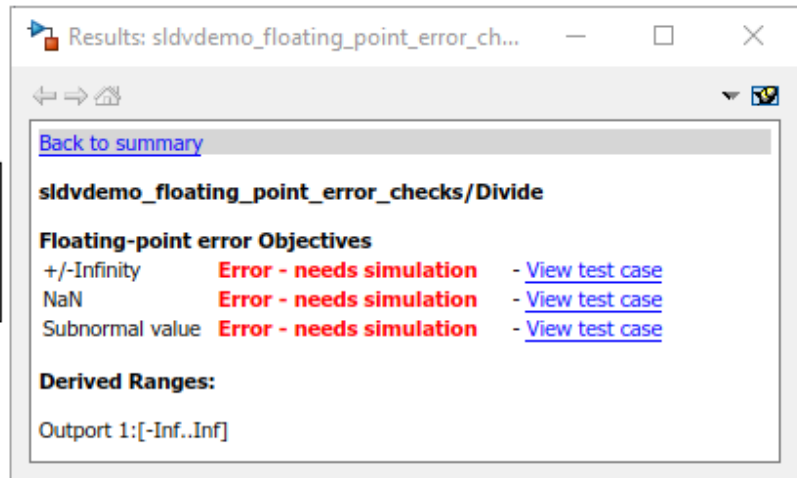 Results: sldvdemo_floating_point_error_ch...
Back to summary
sldvdemo_floating_point_error_checks/Divide
Floating-point error Objectives
+/-Infinity Error - needs simulation - View test case
NaN Error - needs simulation - View test case
Subnormal value Error - needs simulation - View test case
Derived Ranges:
Outport 1:[-Inf..Inf]